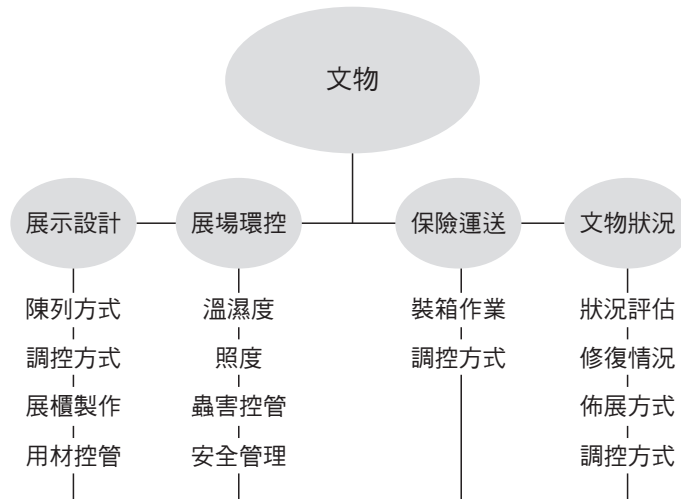 文物
展示設計
展場環控
保險運送
文物狀況
陳列方式
調控方式
展櫃製作
用材控管
溫濕度
照度
蟲害控管
安全管理
裝箱作業
調控方式
狀況評估
修復情況
佈展方式
調控方式